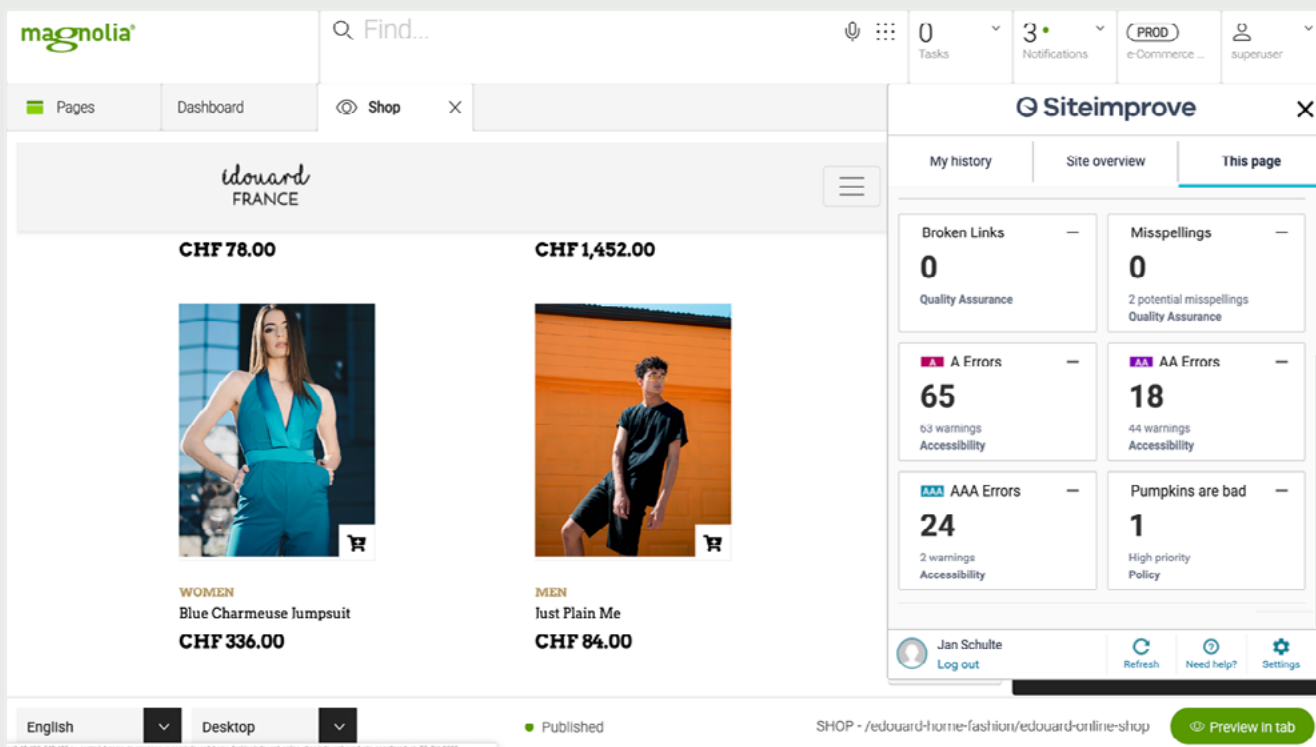 magnolia®
Find...
0
Tasks
3
Notifications
PROD
e-Commerce ...
superuser
Pages
Dashboard
Shop
Siteimprove
My history
Site overview
This page
édouard
FRANCE
CHF 78.00
CHF 1,452.00
Broken Links
0
Quality Assurance
Misspellings
0
2 potential misspellings
Quality Assurance
A A Errors
65
63 warnings
Accessibility
AA AA Errors
18
44 warnings
Accessibility
AAA AAA Errors
24
2 warnings
Accessibility
Pumpkins are bad
1
High priority
Policy
WOMEN
Blue Charmeuse Jumpsuit
CHF 336.00
MEN
Just Plain Me
CHF 84.00
Jan Schulte
Log out
Refresh
Need help?
Settings
English
Desktop
Published
SHOP - /edouard-home-fashion/edouard-online-shop
Preview in tab